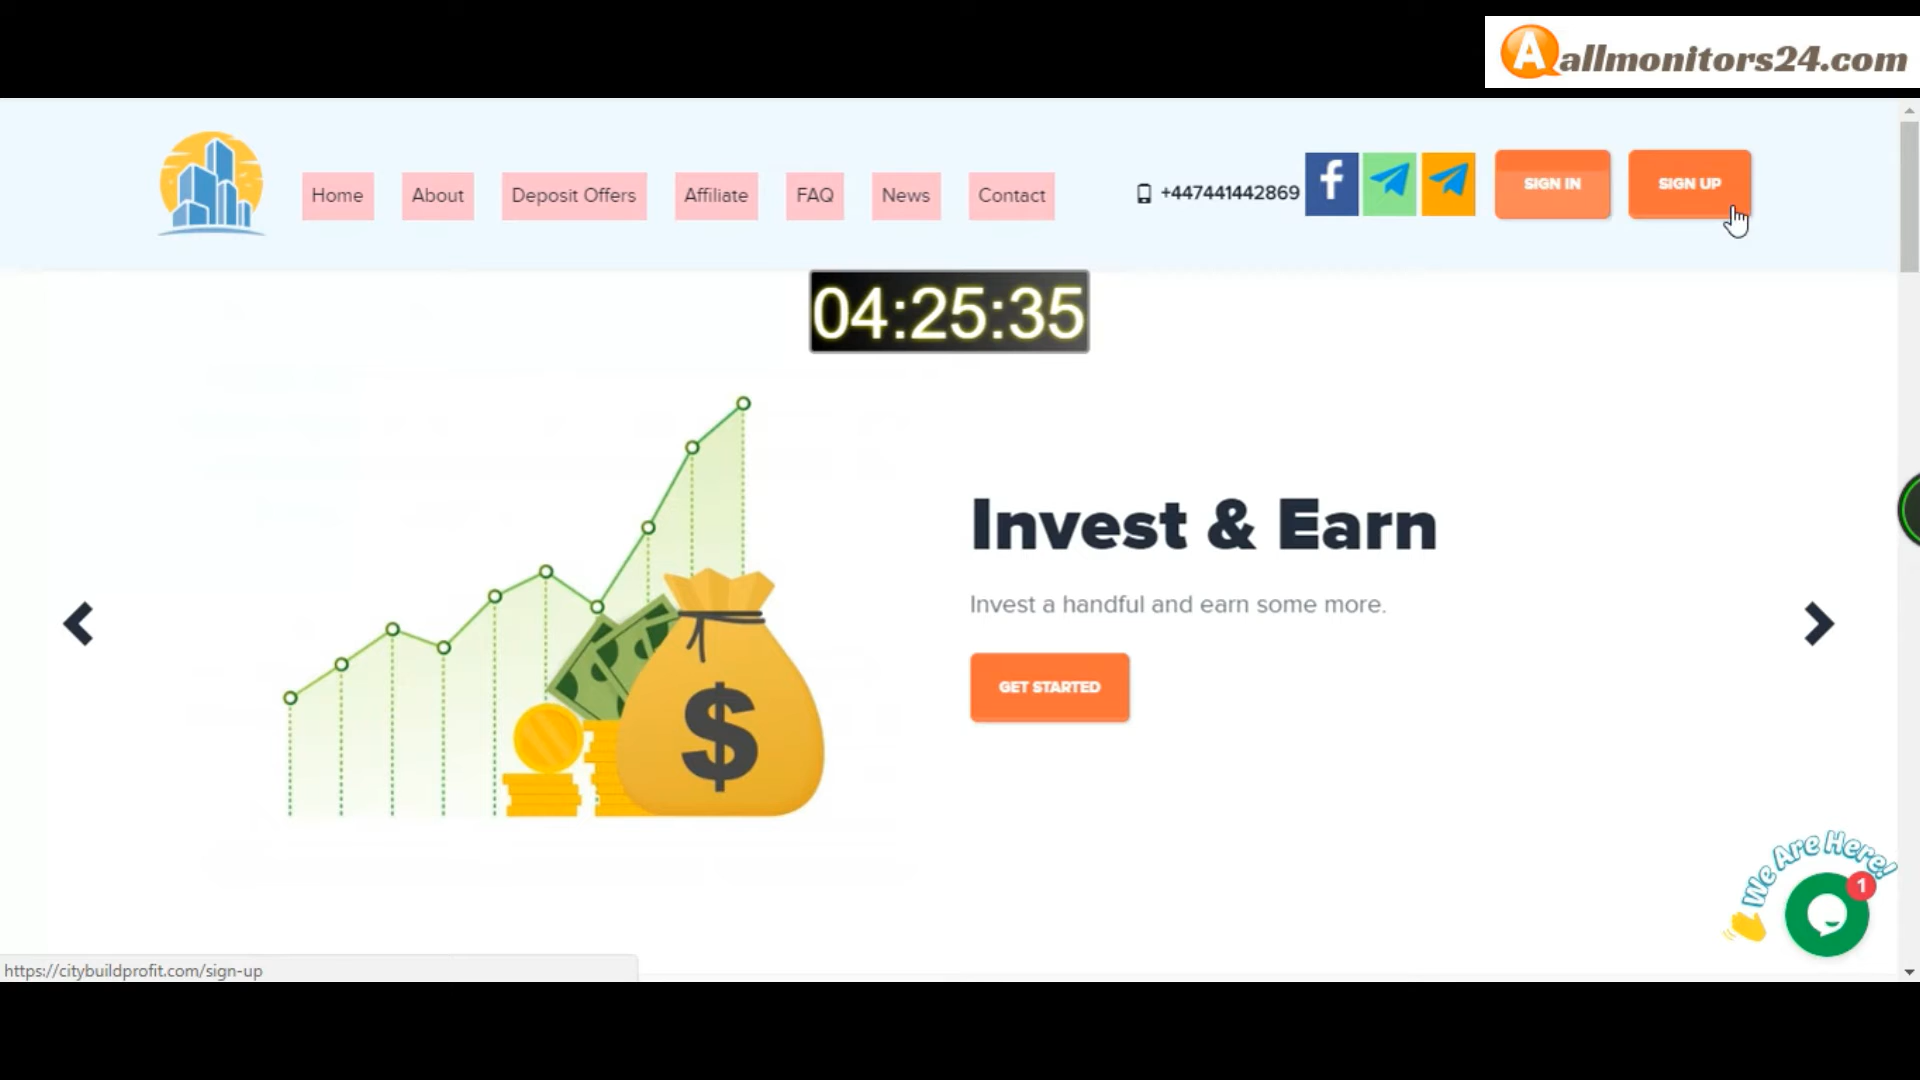 Aallmonitors24.com
Home
About
Deposit Offers
Affiliate
FAQ
News
Contact
+447441442869
f
SIGN IN
SIGN UP
04:25:35
Invest & Earn
Invest a handful and earn some more.
GET STARTED
$
We Are Here!
1
https://citybuildprofit.com/sign-up